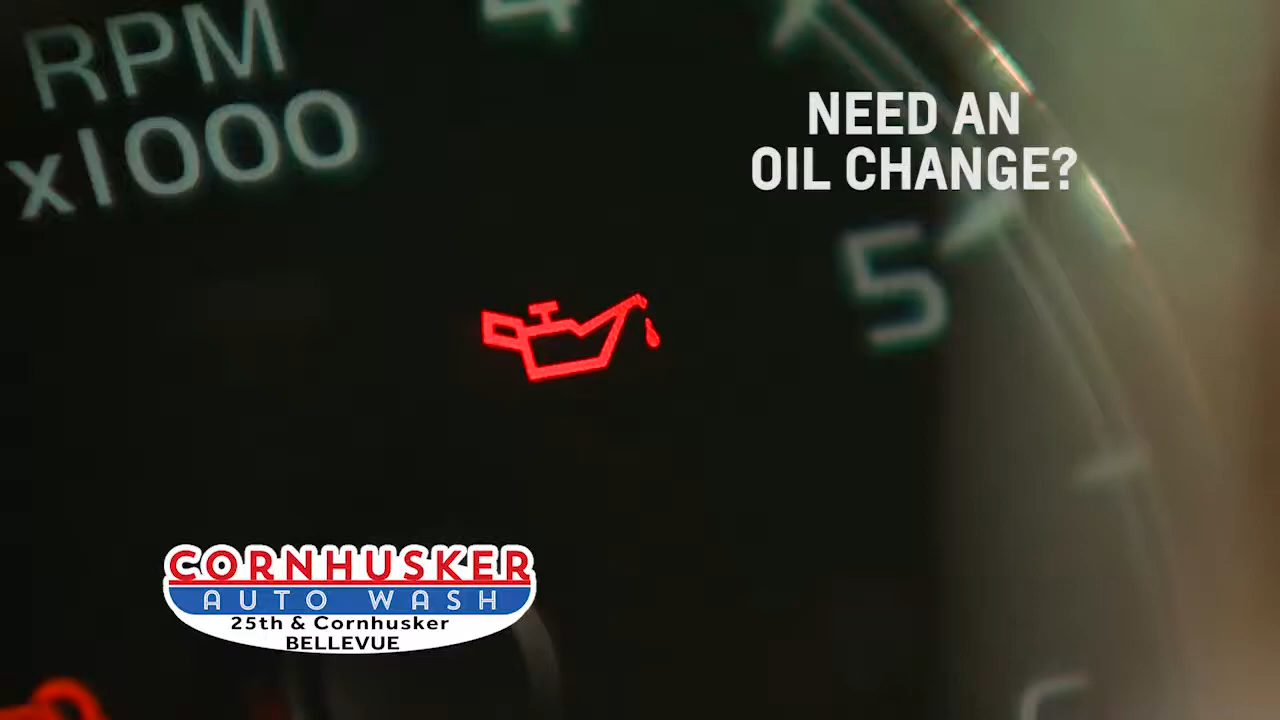 RPM
x1000
4
NEED AN
OIL CHANGE?
5
CORNHUSKER
AUTO WASH
25th & Cornhusker
BELLEVUE